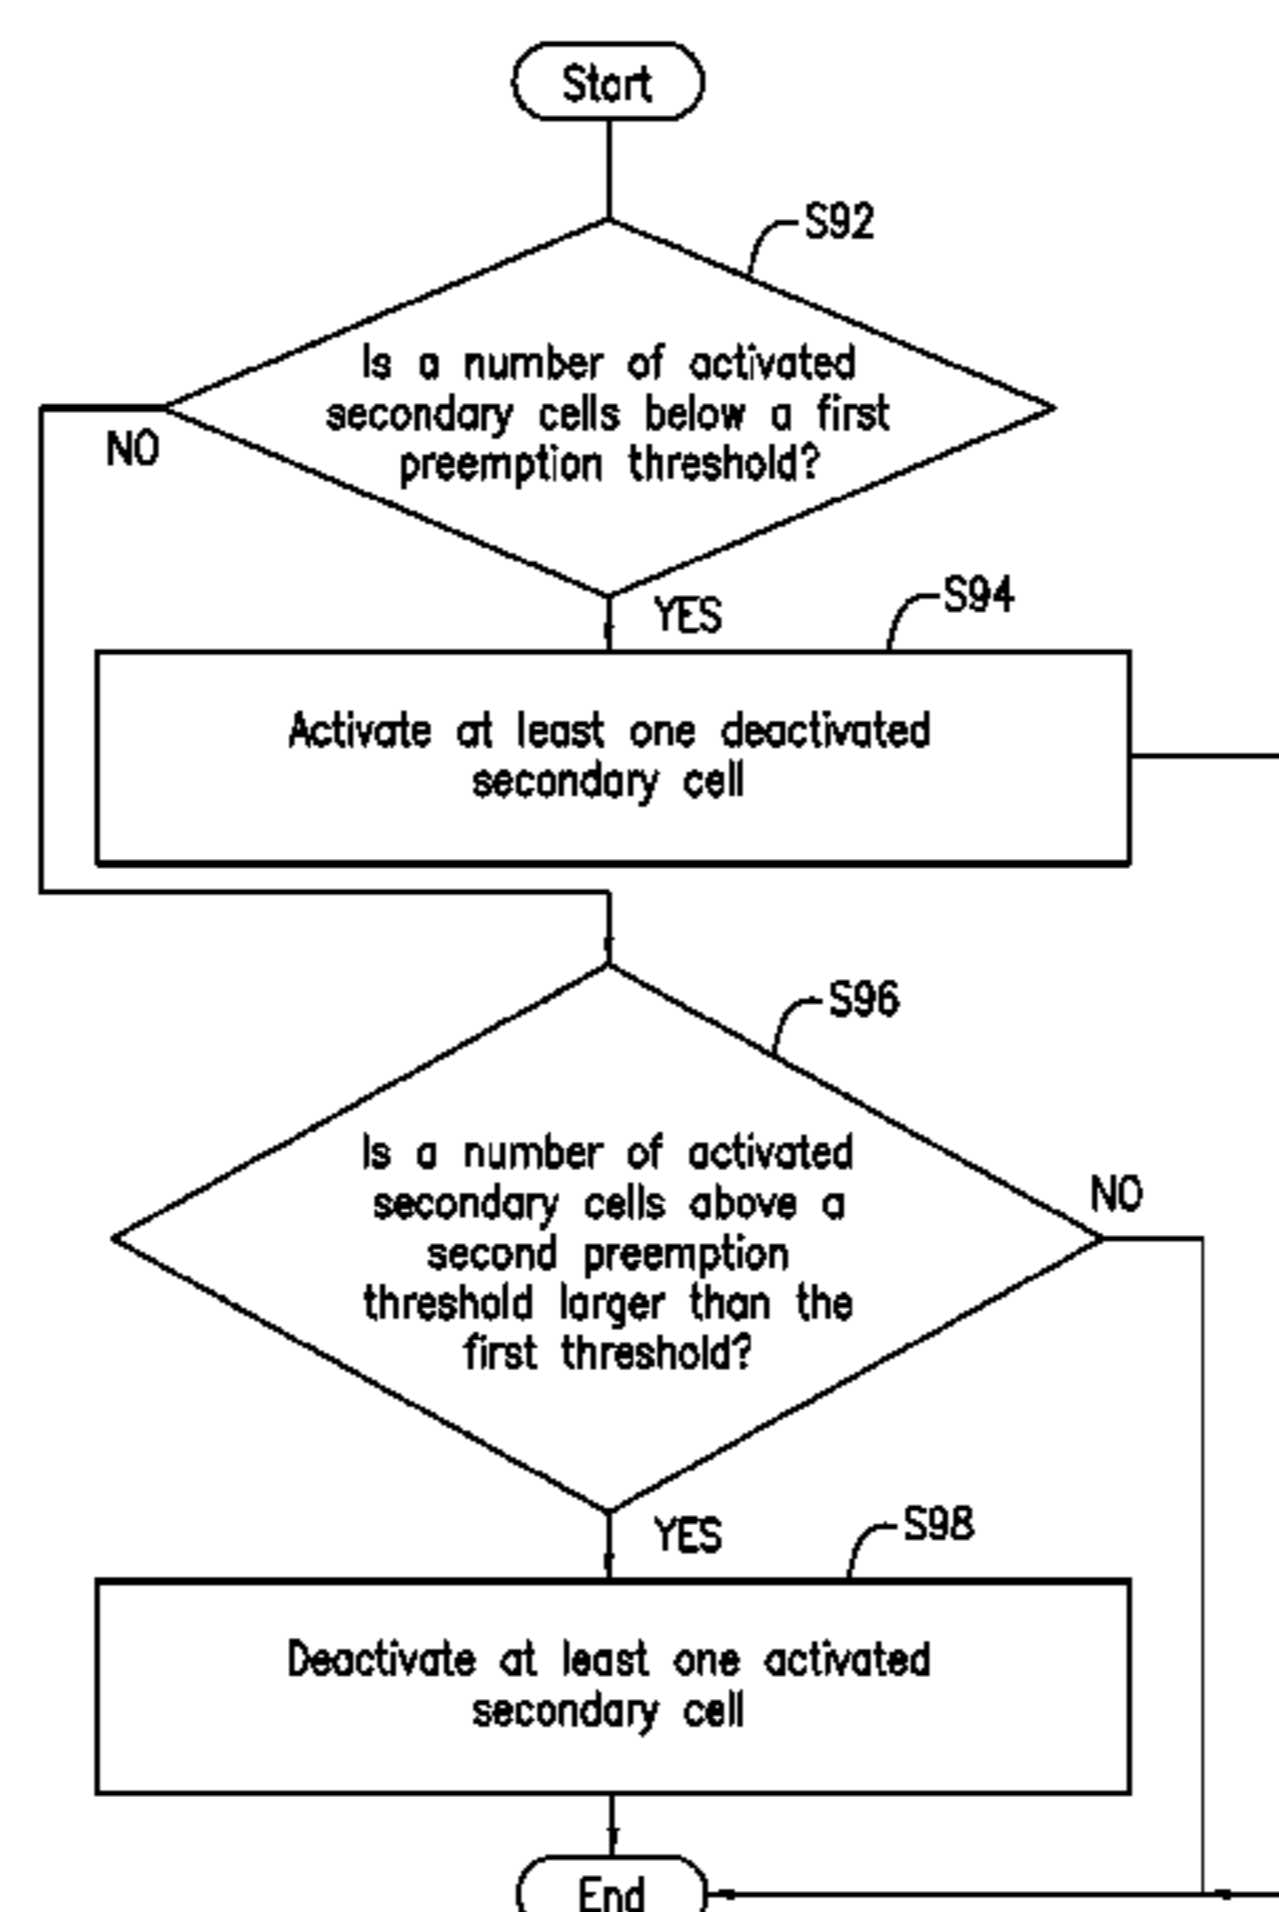 Start
S92
Is a number of activated
secondary cells below a first
preemption threshold?
NO
YES
S94
Activate at least one deactivated
secondary cell
S96
Is a number of activated
secondary cells above a
second preemption
threshold larger than the
first threshold?
NO
YES
S98
Deactivate at least one activated
secondary cell
End